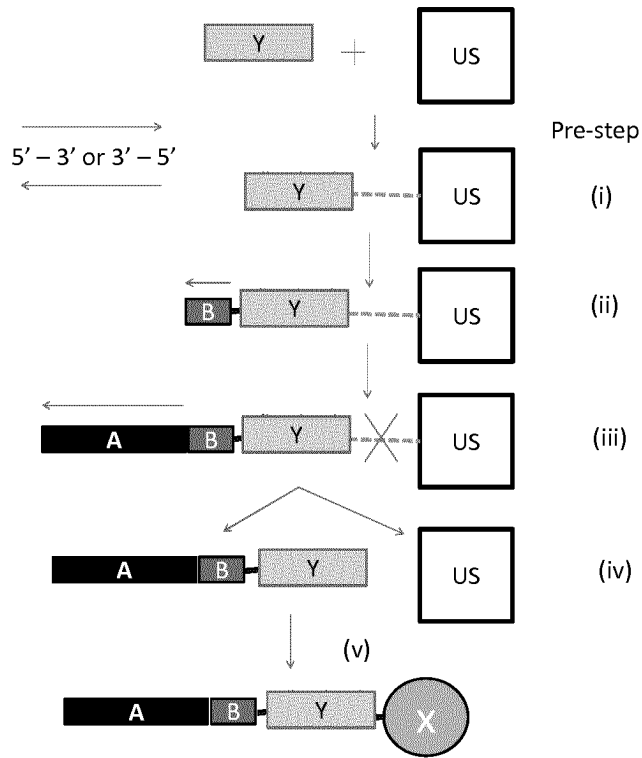 Y + US
Pre-step
5' – 3' or 3' – 5'
Y US (i)
B Y US (ii)
A B Y US (iii)
A B Y US (iv)
(v)
A B Y X